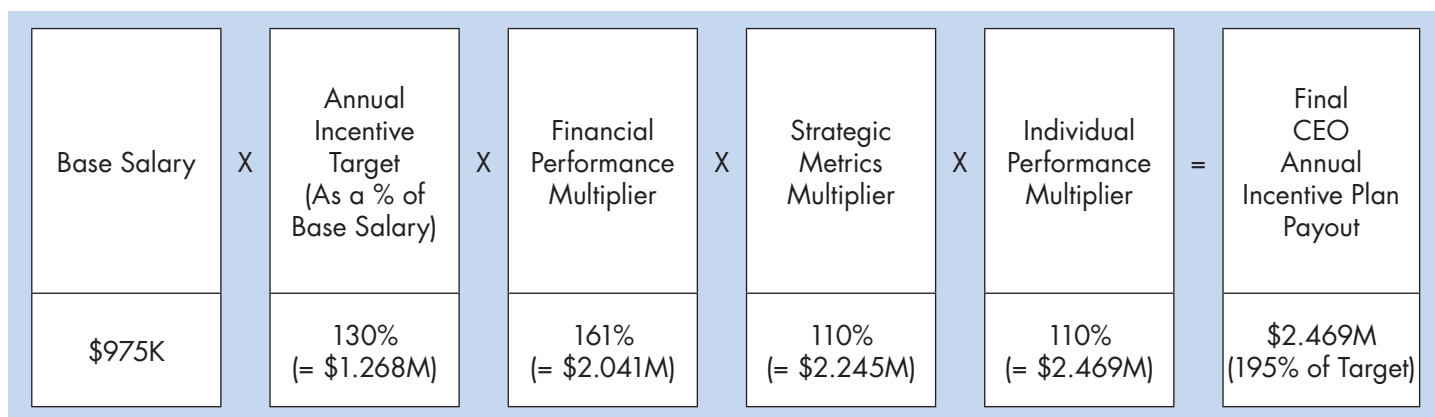 Base Salary
X
Annual
Incentive
Target
(As a % of
Base Salary)
X
Financial
Performance
Multiplier
X
Strategic
Metrics
Multiplier
X
Individual
Performance
Multiplier
=
Final
CEO
Annual
Incentive Plan
Payout
$975K
130%
(= $1.268M)
161%
(= $2.041M)
110%
(= $2.245M)
110%
(= $2.469M)
$2.469M
(195% of Target)